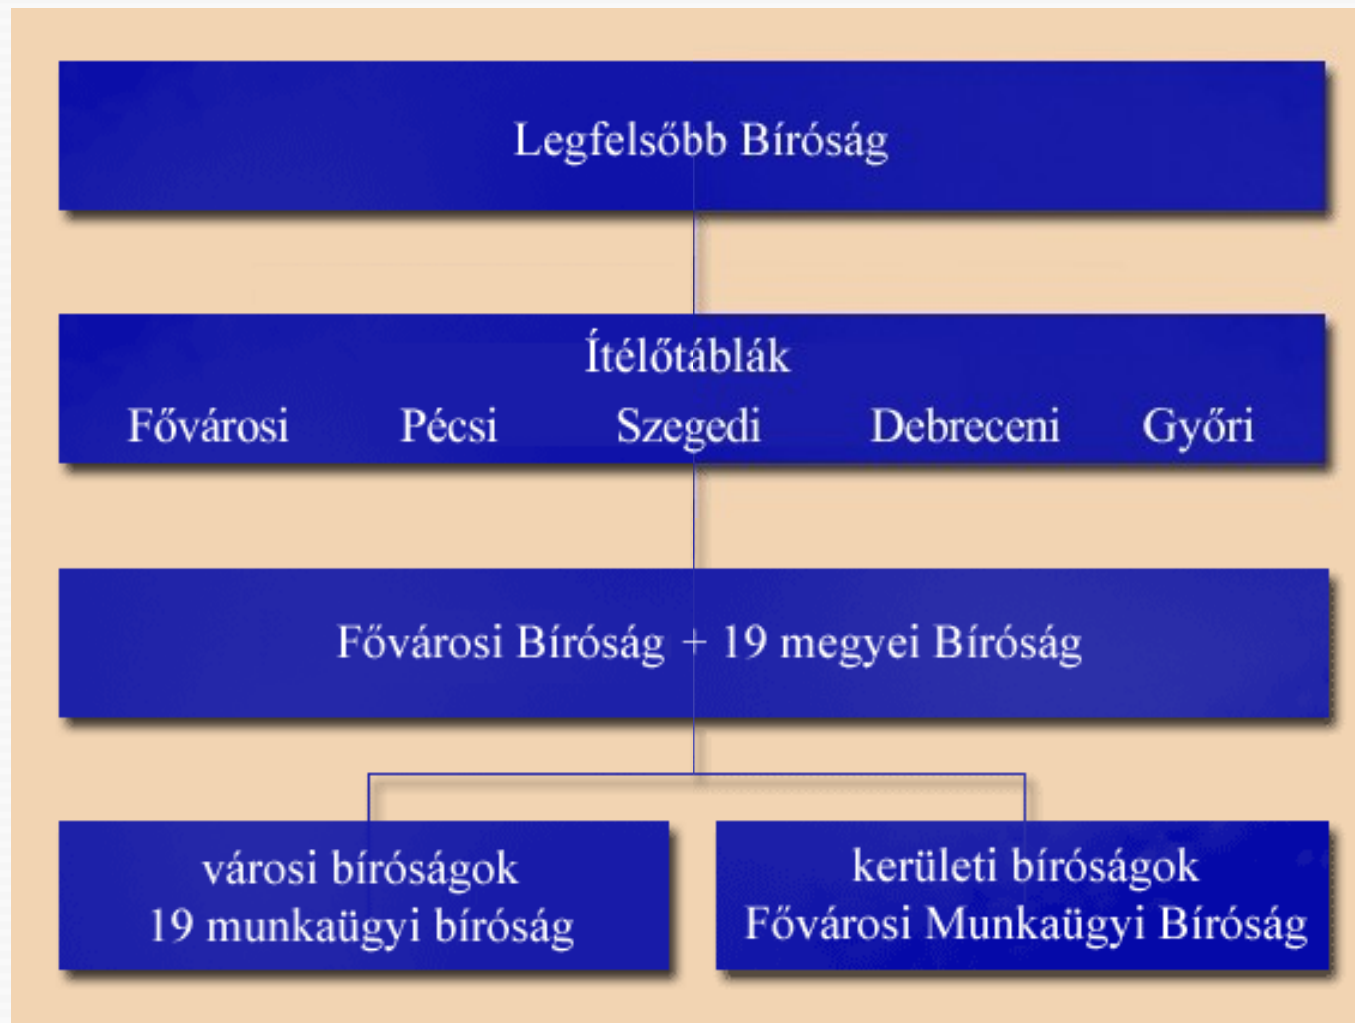 Legfelsőbb Bíróság
Ítélőtáblák
Fővárosi Pécsi Szegedi Debreceni Győri
Fővárosi Bíróság + 19 megyei Bíróság
városi bíróságok
19 munkaügyi bíróság
kerületi bíróságok
Fővárosi Munkaügyi Bíróság